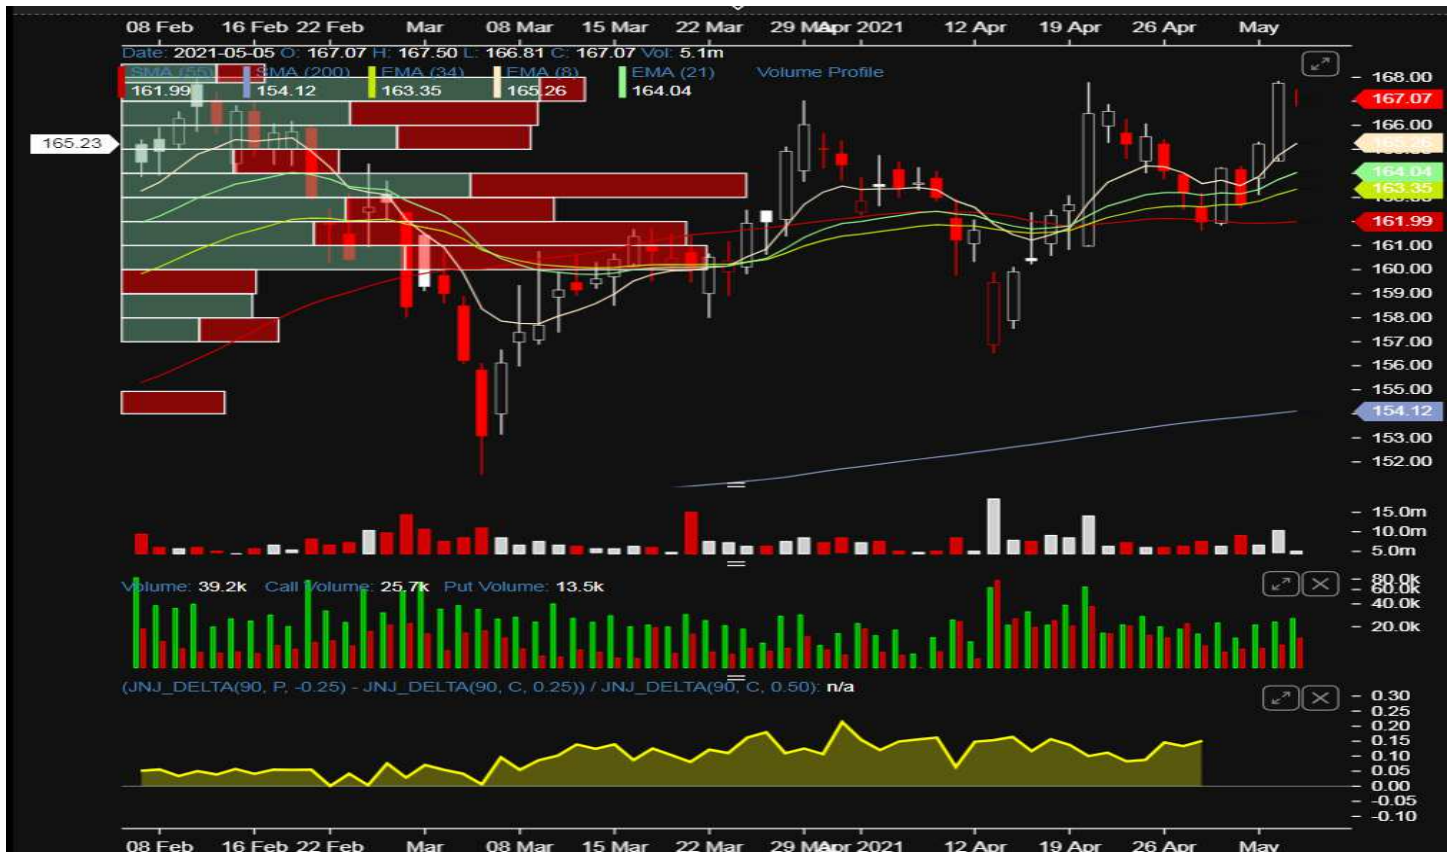 08 Feb 16 Feb 22 Feb Mar 08 Mar 15 Mar 22 Mar 29 Mar Apr 2021 12 Apr 19 Apr 26 Apr May
Date: 2021-05-05 O: 167.07 H: 167.50 L: 166.81 C: 167.07 Vol: 5.1m
SMA (55) SMA (200) EMA (34) EMA (8) EMA (21) Volume Profile
161.99 154.12 163.35 165.26 164.04
168.00
167.07
166.00
165.23
165.26
164.04
163.35
161.99
161.00
160.00
159.00
158.00
157.00
156.00
155.00
154.12
153.00
152.00
15.0m
10.0m
5.0m
Volume: 39.2k Call Volume: 25.7k Put Volume: 13.5k
80.0k
60.0k
40.0k
20.0k
(JNJ_DELTA(90, P, -0.25) - JNJ_DELTA(90, C, 0.25)) / JNJ_DELTA(90, C, 0.50): n/a
0.30
0.25
0.20
0.15
0.10
0.05
0.00
-0.05
-0.10
08 Feb 16 Feb 22 Feb Mar 08 Mar 15 Mar 22 Mar 29 Mar Apr 2021 12 Apr 19 Apr 26 Apr May